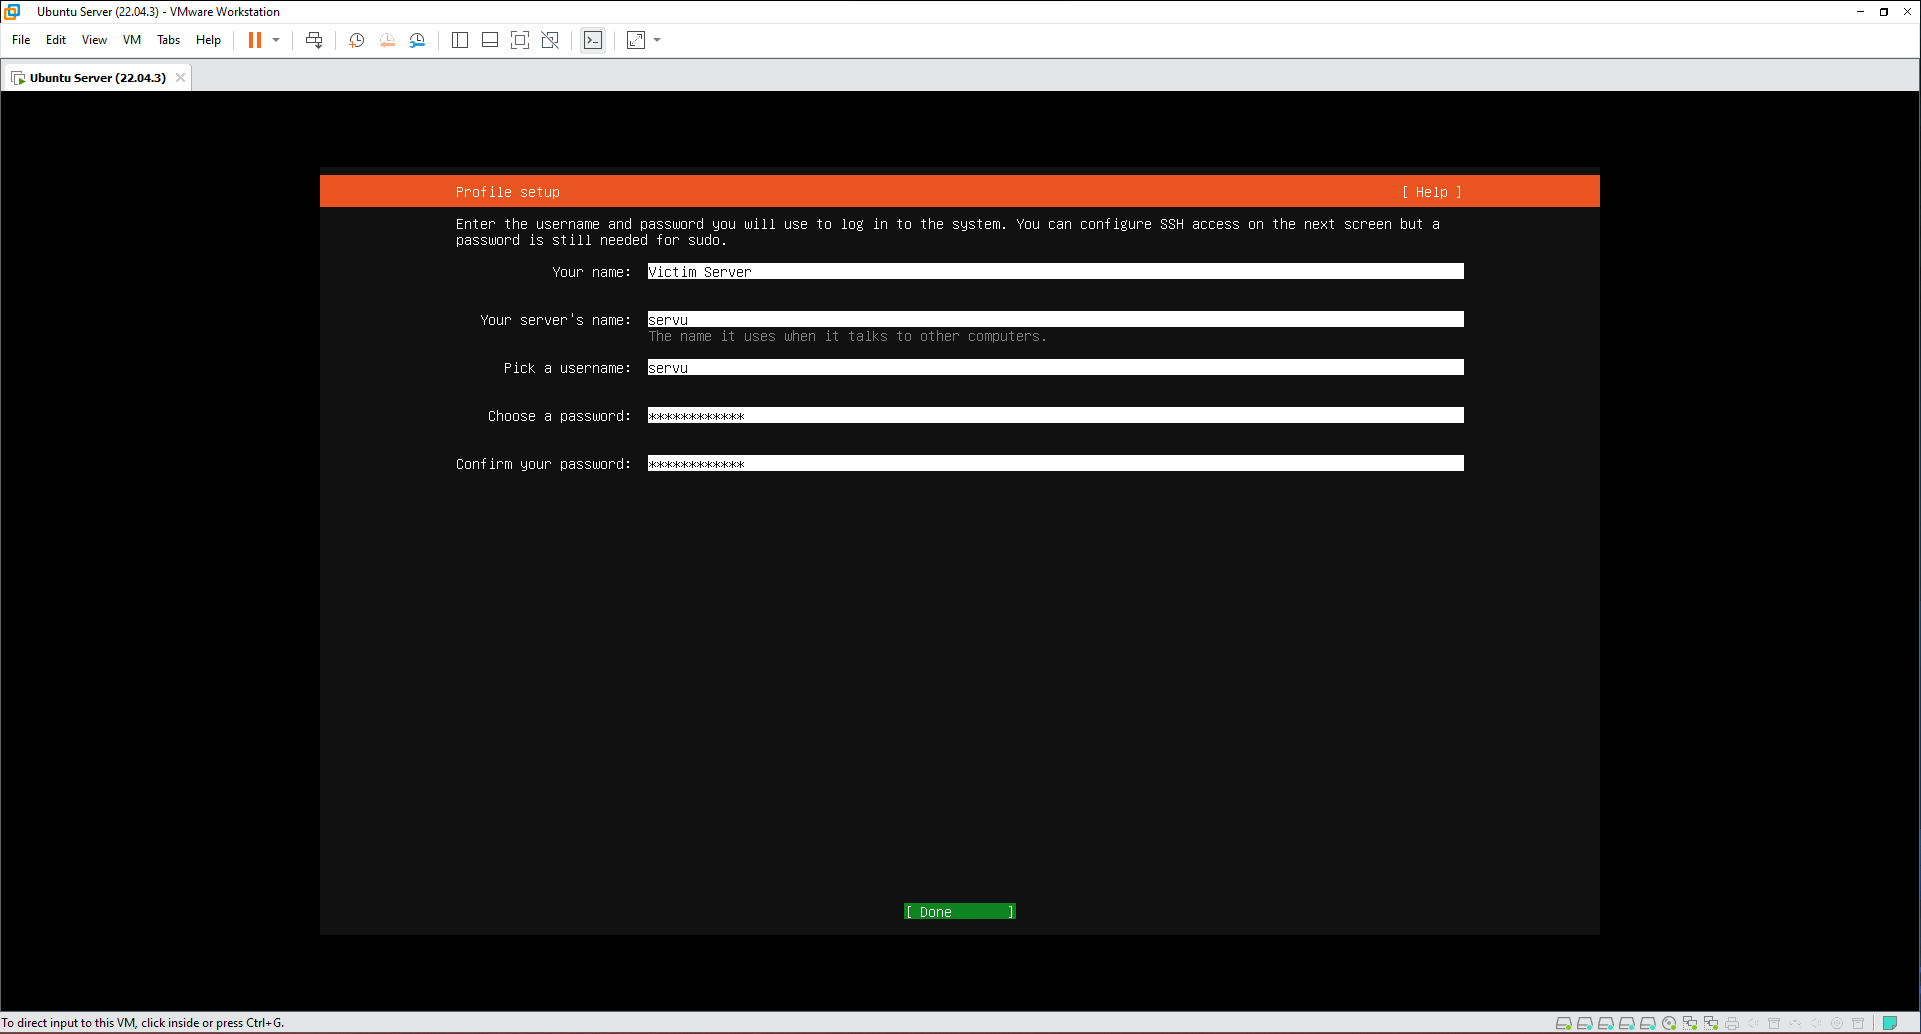 Ubuntu Server (22.04.3) - VMware Workstation
File Edit View VM Tabs Help
Ubuntu Server (22.04.3)
Profile setup [ Help ]
Enter the username and password you will use to log in to the system. You can configure SSH access on the next screen but a
password is still needed for sudo.
Your name: Victim Server
Your server's name: servu
The name it uses when it talks to other computers.
Pick a username: servu
Choose a password: ************
Confirm your password: ************
[ Done ]
To direct input to this VM, click inside or press Ctrl+G.